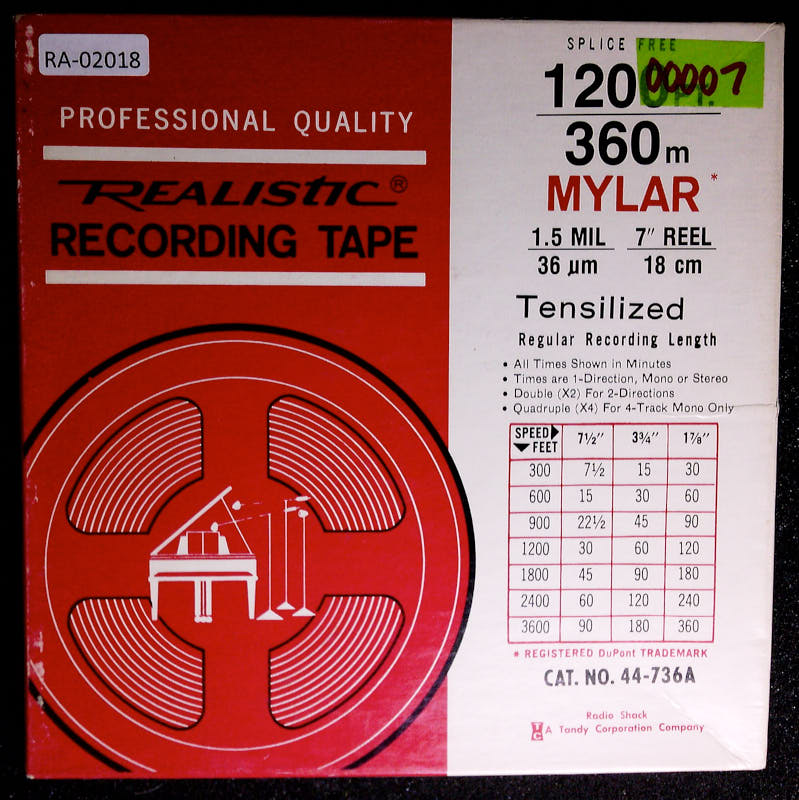 RA-02018
PROFESSIONAL QUALITY
REALISTIC®
RECORDING TAPE
SPLICE FREE
00007
1200 FT.
360m
MYLAR*
1.5 MIL 7" REEL
36 µm 18 cm
Tensilized
Regular Recording Length
• All Times Shown in Minutes
• Times are 1-Direction, Mono or Stereo
• Double (X2) For 2-Directions
• Quadruple (X4) For 4-Track Mono Only
SPEED FEET 7½" 3¾" 1⅞"
300 7½ 15 30
600 15 30 60
900 22½ 45 90
1200 30 60 120
1800 45 90 180
2400 60 120 240
3600 90 180 360
* REGISTERED DuPont TRADEMARK
CAT. NO. 44-736A
Radio Shack
TC A Tandy Corporation Company